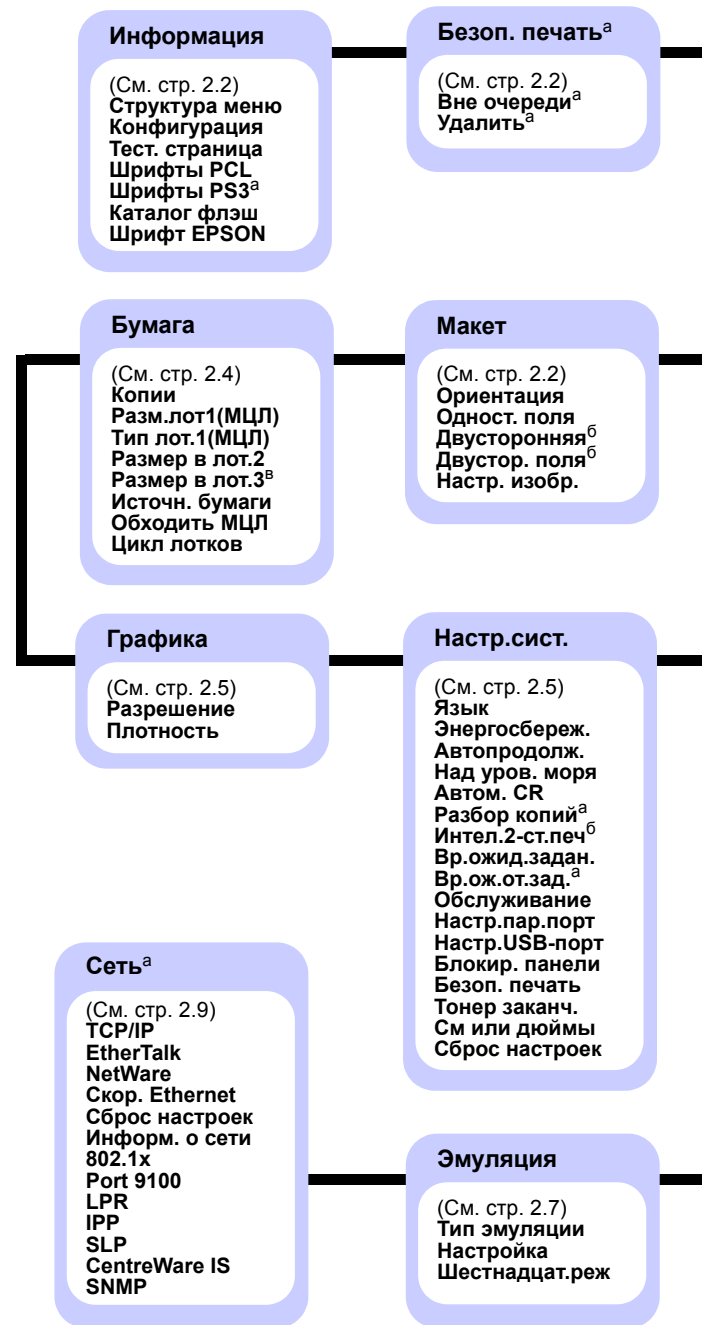 Информация
(См. стр. 2.2)
Структура меню
Конфигурация
Тест. страница
Шрифты PCL
Шрифты PS3а
Каталог флэш
Шрифт EPSON
Безоп. печатьа
(См. стр. 2.2)
Вне очередиа
Удалитьа
Бумага
(См. стр. 2.4)
Копии
Разм.лот1(МЦЛ)
Тип лот.1(МЦЛ)
Размер в лот.2
Размер в лот.3в
Источн. бумаги
Обходить МЦЛ
Цикл лотков
Макет
(См. стр. 2.2)
Ориентация
Одност. поля
Двусторонняяб
Двустор. поляб
Настр. изобр.
Графика
(См. стр. 2.5)
Разрешение
Плотность
Настр.сист.
(См. стр. 2.5)
Язык
Энергосбереж.
Автопродолж.
Над уров. моря
Автом. CR
Разбор копийа
Интел.2-ст.печб
Вр.ожид.задан.
Вр.ож.от.зад.а
Обслуживание
Настр.пар.порт
Настр.USB-порт
Блокир. панели
Безоп. печать
Тонер заканч.
См или дюймы
Сброс настроек
Сетьа
(См. стр. 2.9)
TCP/IP
EtherTalk
NetWare
Скор. Ethernet
Сброс настроек
Информ. о сети
802.1x
Port 9100
LPR
IPP
SLP
CentreWare IS
SNMP
Эмуляция
(См. стр. 2.7)
Тип эмуляции
Настройка
Шестнадцат.реж